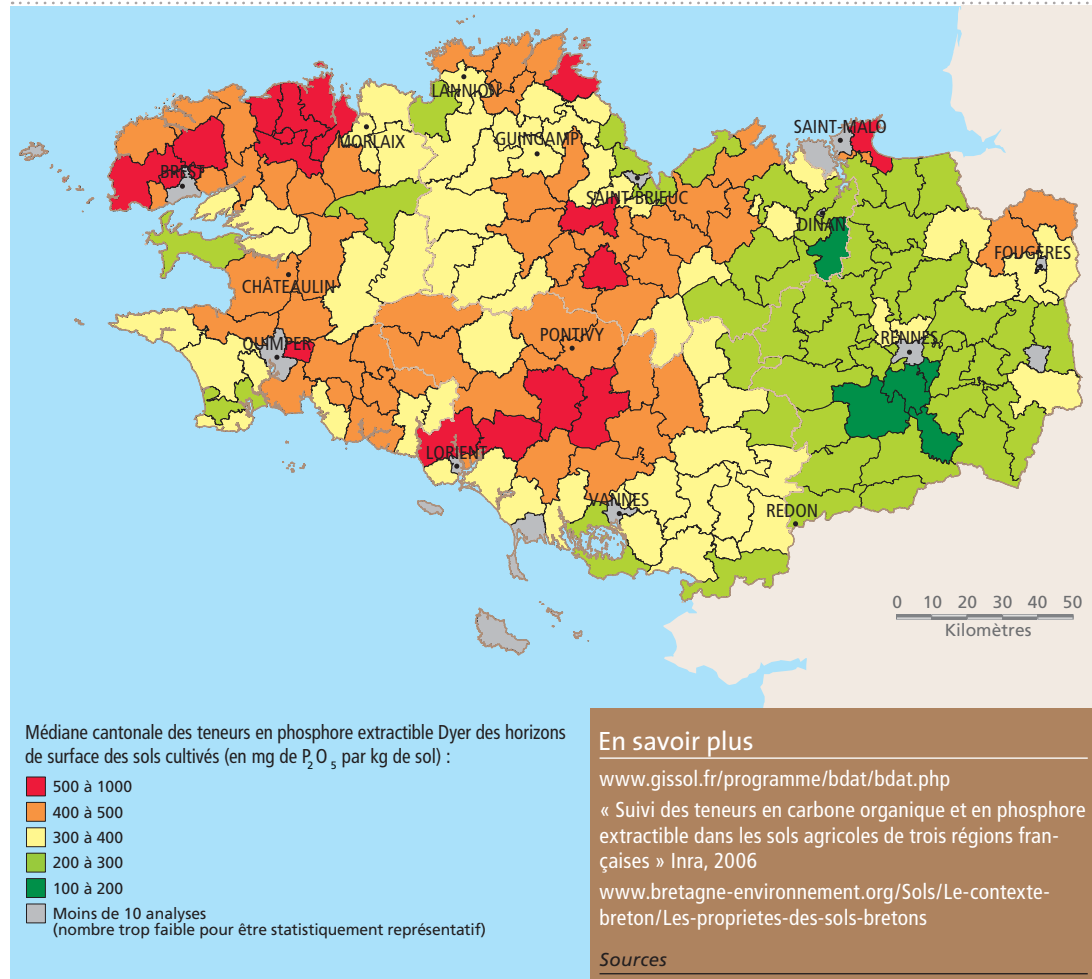 LANNION
SAINT-MALO
MORLAIX
GUINGAMP
BREST
SAINT-BRIEUC
DINAN
FOUGÈRES
CHÂTEAULIN
PONTIVY
RENNES
QUIMPER
LORIENT
VANNES
REDON
0 10 20 30 40 50
Kilomètres
Médiane cantonale des teneurs en phosphore extractible Dyer des horizons
de surface des sols cultivés (en mg de P2O5 par kg de sol) :
500 à 1000
400 à 500
300 à 400
200 à 300
100 à 200
Moins de 10 analyses
(nombre trop faible pour être statistiquement représentatif)
En savoir plus
www.gissol.fr/programme/bdat/bdat.php
« Suivi des teneurs en carbone organique et en phosphore
extractible dans les sols agricoles de trois régions fran-
çaises » Inra, 2006
www.bretagne-environnement.org/Sols/Le-contexte-
breton/Les-proprietes-des-sols-bretons
Sources